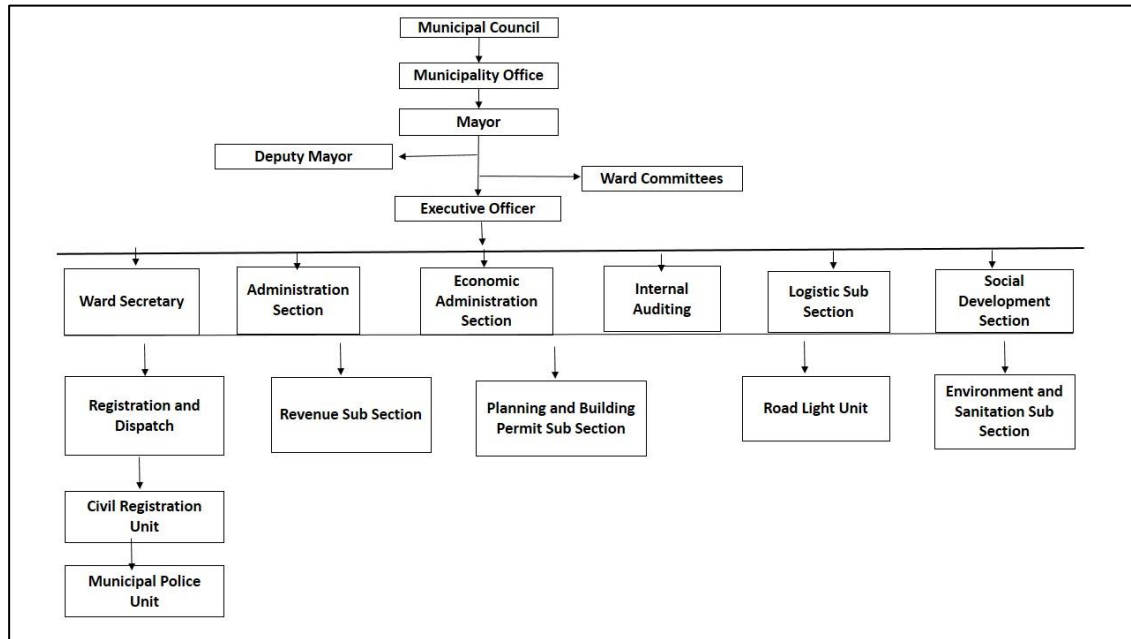 Municipal Council
Municipality Office
Mayor
Deputy Mayor
Ward Committees
Executive Officer
Ward Secretary
Administration
Section
Economic
Administration
Section
Internal
Auditing
Logistic Sub
Section
Social
Development
Section
Registration and
Dispatch
Revenue Sub Section
Planning and Building
Permit Sub Section
Road Light Unit
Environment and
Sanitation Sub
Section
Civil Registration
Unit
Municipal Police
Unit